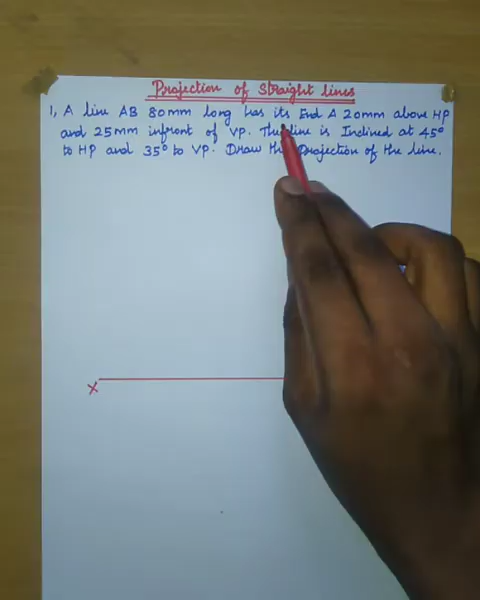 Projection of Straight lines
1, A line AB 80mm long has its End A 20mm above HP
and 25mm infront of VP. The line is Inclined at 45°
to HP and 35° to VP. Draw the Projection of the line.
X